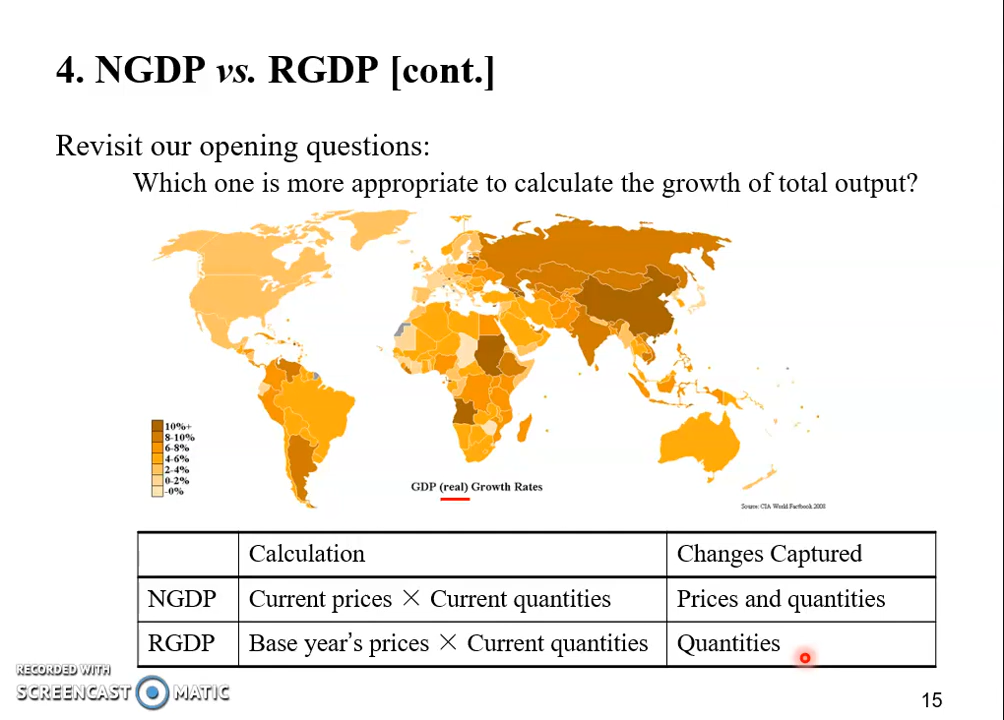 4. NGDP vs. RGDP [cont.]
Revisit our opening questions:
Which one is more appropriate to calculate the growth of total output?
10%+
8-10%
6-8%
4-6%
2-4%
0-2%
-0%
GDP (real) Growth Rates
Source: CIA World Factbook 2008
Calculation Changes Captured
NGDP Current prices × Current quantities Prices and quantities
RGDP Base year's prices × Current quantities Quantities
RECORDED WITH
SCREENCAST MATIC
15